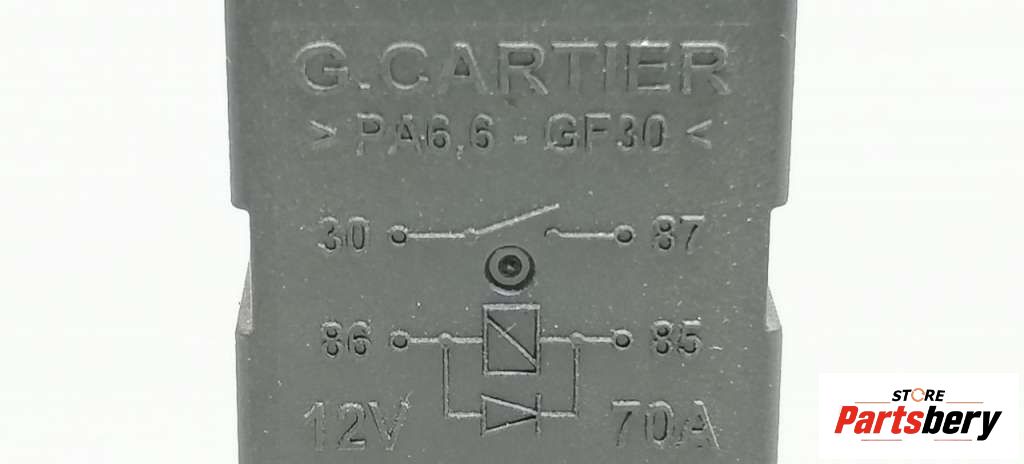 G.CARTIER
> PA6,6 - GF30 <
30 87
86 85
12V 70A
STORE
Partsbery